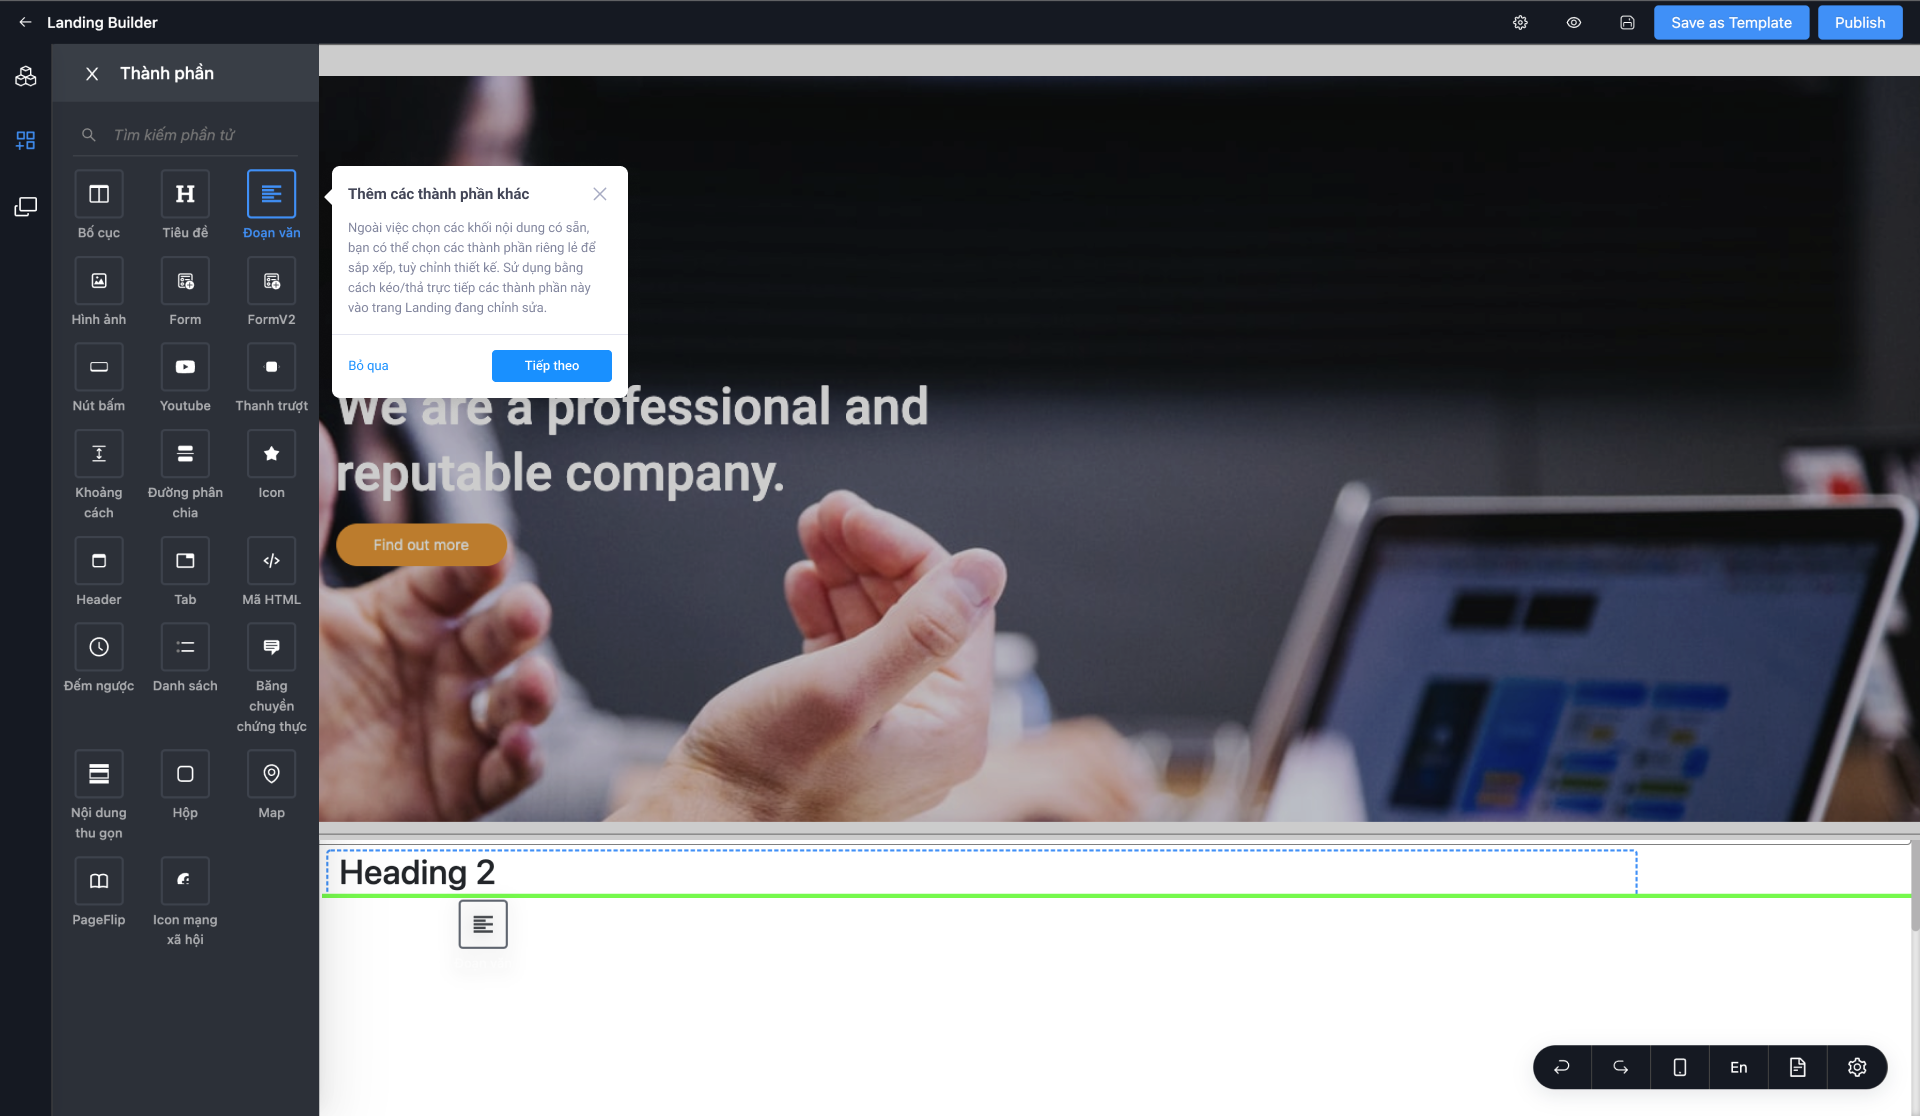 Landing Builder
Save as Template
Publish
Thành phần
Tìm kiếm phần tử
Bố cục
Tiêu đề
Đoạn văn
Hình ảnh
Form
FormV2
Nút bấm
Youtube
Thanh trượt
Khoảng
cách
Đường phân
chia
Icon
Header
Tab
Mã HTML
Đếm ngược
Danh sách
Băng
chuyền
chứng thực
Nội dung
thu gọn
Hộp
Map
PageFlip
Icon mạng
xã hội
Thêm các thành phần khác
Ngoài việc chọn các khối nội dung có sẵn,
bạn có thể chọn các thành phần riêng lẻ để
sắp xếp, tuỳ chỉnh thiết kế. Sử dụng bằng
cách kéo/thả trực tiếp các thành phần này
vào trang Landing đang chỉnh sửa.
Bỏ qua
Tiếp theo
We are a professional and
reputable company.
Find out more
Heading 2
En